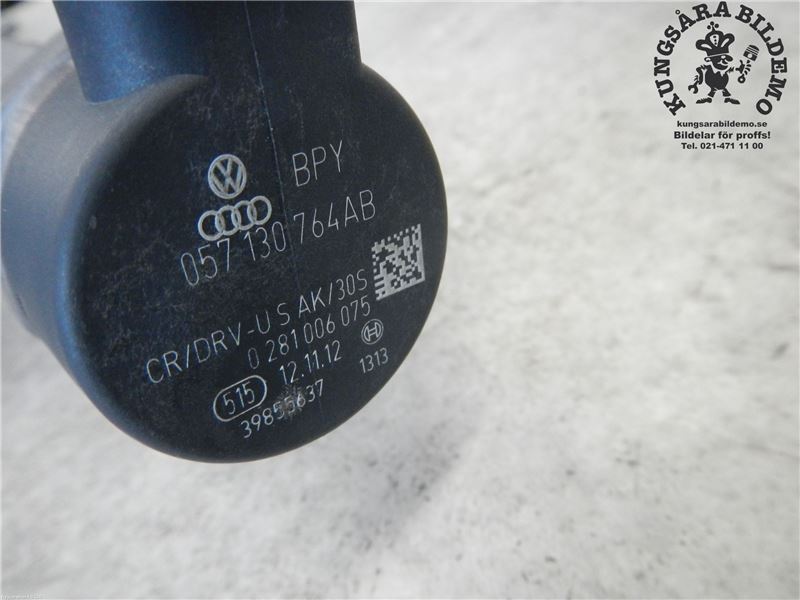 KUNGSÅRA BILDEMO
kungsarabildemo.se
Bildelar för proffs!
Tel. 021-471 11 00
BPY
057 130 764AB
CR/DRV-U S AK/30S
0 281 006 075
515 12.11.12 1313
39855637